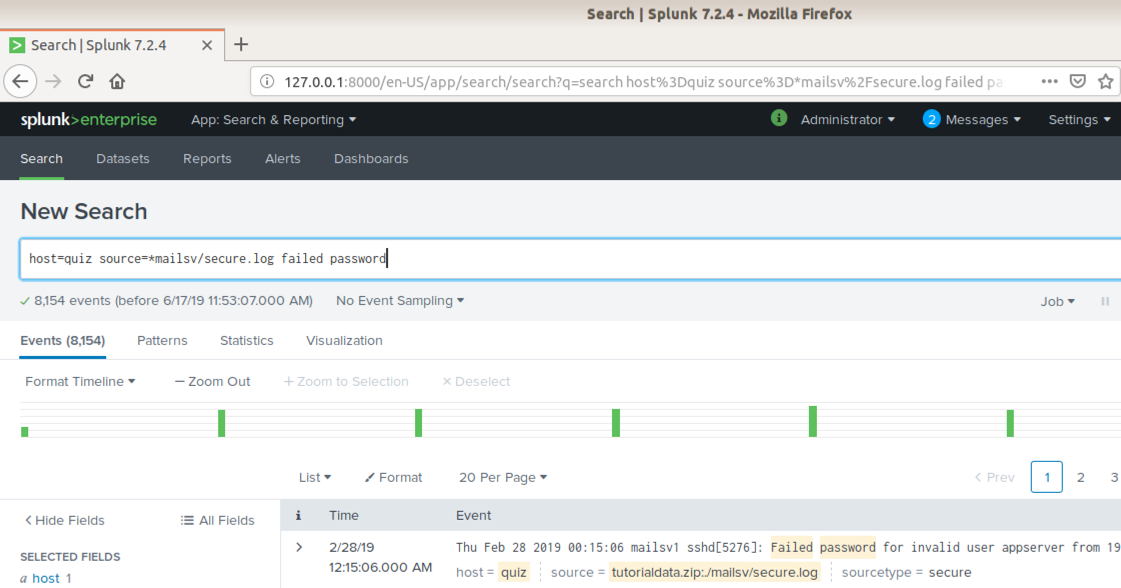 Search | Splunk 7.2.4 - Mozilla Firefox
Search | Splunk 7.2.4
127.0.0.1:8000/en-US/app/search/search?q=search host%3Dquiz source%3D*mailsv%2Fsecure.log failed pa
splunk>enterprise App: Search & Reporting i Administrator 2 Messages Settings
Search Datasets Reports Alerts Dashboards
New Search
host=quiz source=*mailsv/secure.log failed password
8,154 events (before 6/17/19 11:53:07.000 AM) No Event Sampling Job
Events (8,154) Patterns Statistics Visualization
Format Timeline — Zoom Out + Zoom to Selection × Deselect
List Format 20 Per Page < Prev 1 2 3
< Hide Fields All Fields i Time Event
SELECTED FIELDS
a host 1
> 2/28/19 Thu Feb 28 2019 00:15:06 mailsv1 sshd[5276]: Failed password for invalid user appserver from 19
12:15:06.000 AM host = quiz source = tutorialdata.zip:./mailsv/secure.log sourcetype = secure